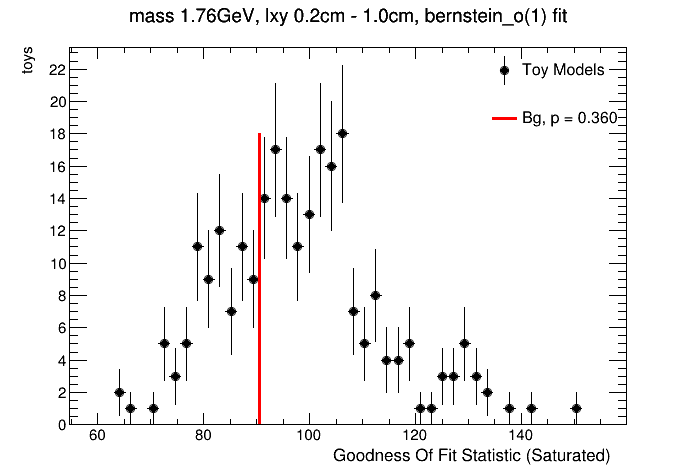 mass 1.76GeV, lxy 0.2cm - 1.0cm, bernstein_o(1) fit
toys
Toy Models
Bg, p = 0.360
22
20
18
16
14
12
10
8
6
4
2
0
60 80 100 120 140
Goodness Of Fit Statistic (Saturated)